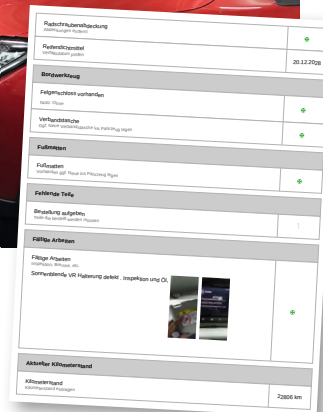 Radschraubenabdeckung
Reifendichtmittel
20.12.2028
Bordwerkzeug
Felgenschloss vorhanden
Verbandstasche
Fußmatten
Fußmatten
Fehlende Teile
Bestellung aufgeben
1
Fällige Arbeiten
Fällige Arbeiten
Sonnenblende VR Halterung defekt , Inspektion und Öl,
Aktueller Kilometerstand
Kilometerstand
22806 km